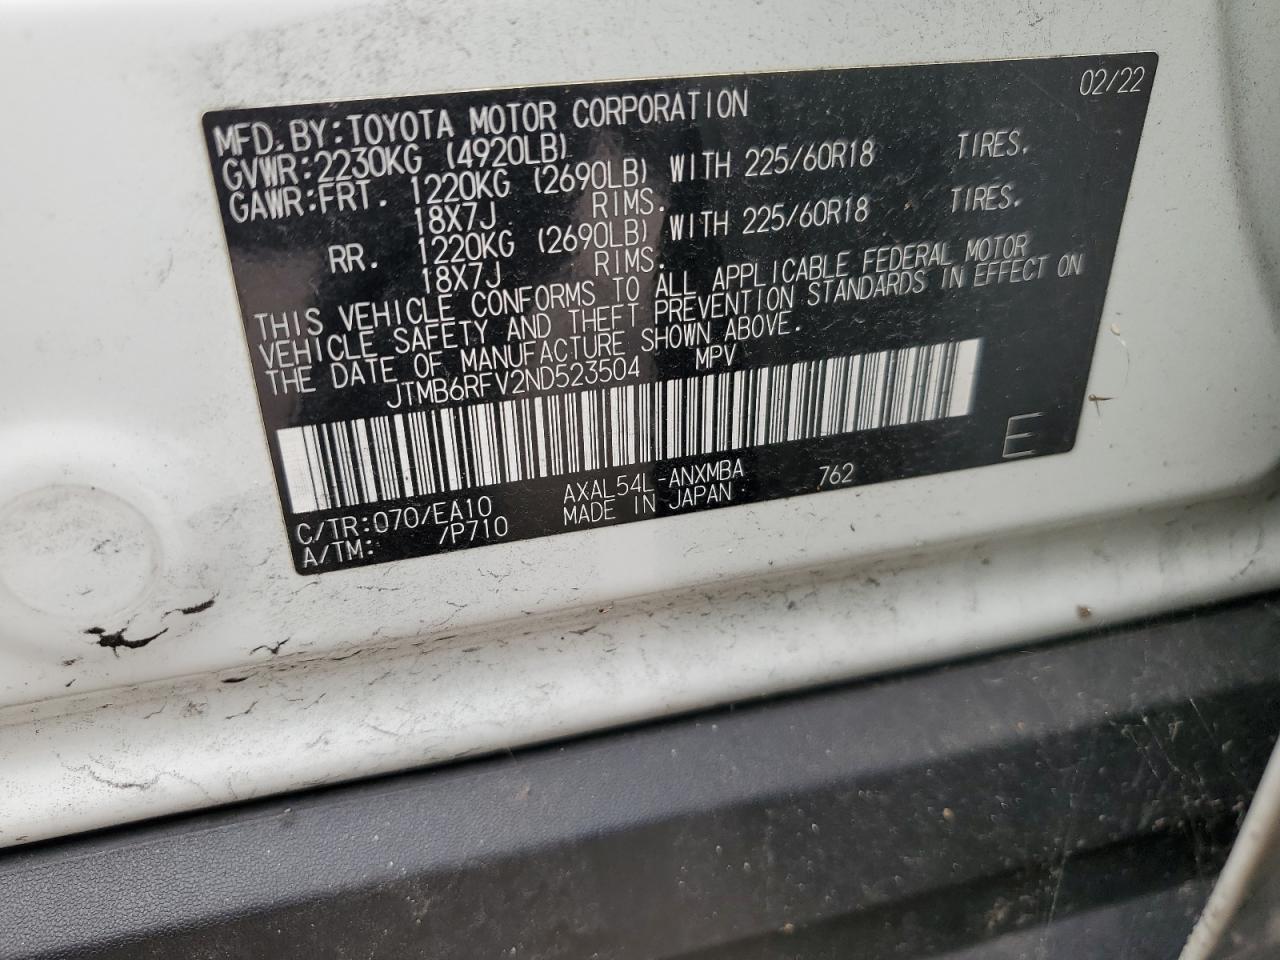 02/22
MFD. BY: TOYOTA MOTOR CORPORATION
GVWR: 2230KG (4920LB)
GAWR: FRT. 1220KG (2690LB) WITH 225/60R18 TIRES,
18X7J RIMS.
RR. 1220KG (2690LB) WITH 225/60R18 TIRES,
18X7J RIMS.
THIS VEHICLE CONFORMS TO ALL APPLICABLE FEDERAL MOTOR
VEHICLE SAFETY AND THEFT PREVENTION STANDARDS IN EFFECT ON
THE DATE OF MANUFACTURE SHOWN ABOVE.
JTMB6RFV2ND523504 MPV
C/TR: 070/EA10 AXAL54L-ANXMBA 762 E
A/TM: /P710 MADE IN JAPAN